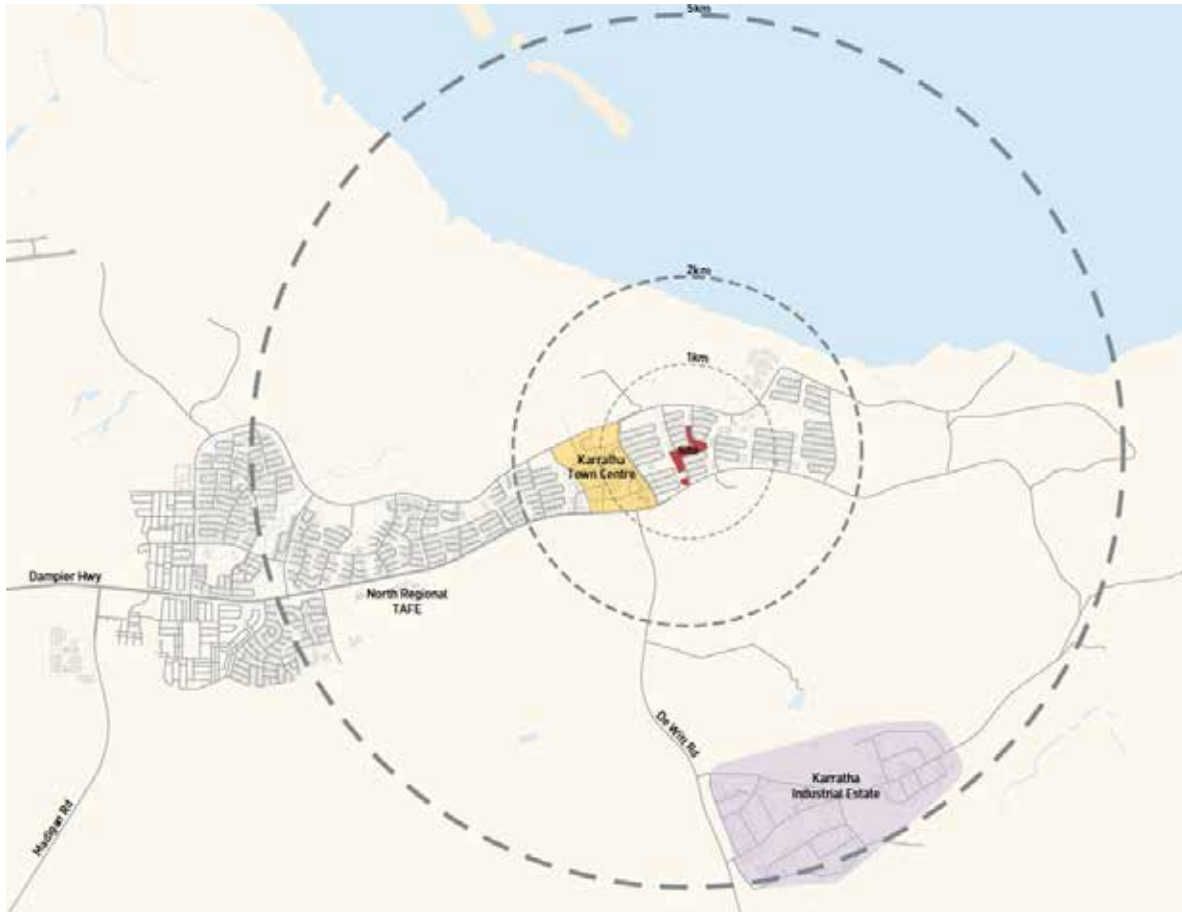 5km
2km
1km
Site
Karratha
Town Centre
Dampier Hwy
North Regional
TAFE
De Witt Rd
Karratha
Industrial Estate
Madigan Rd